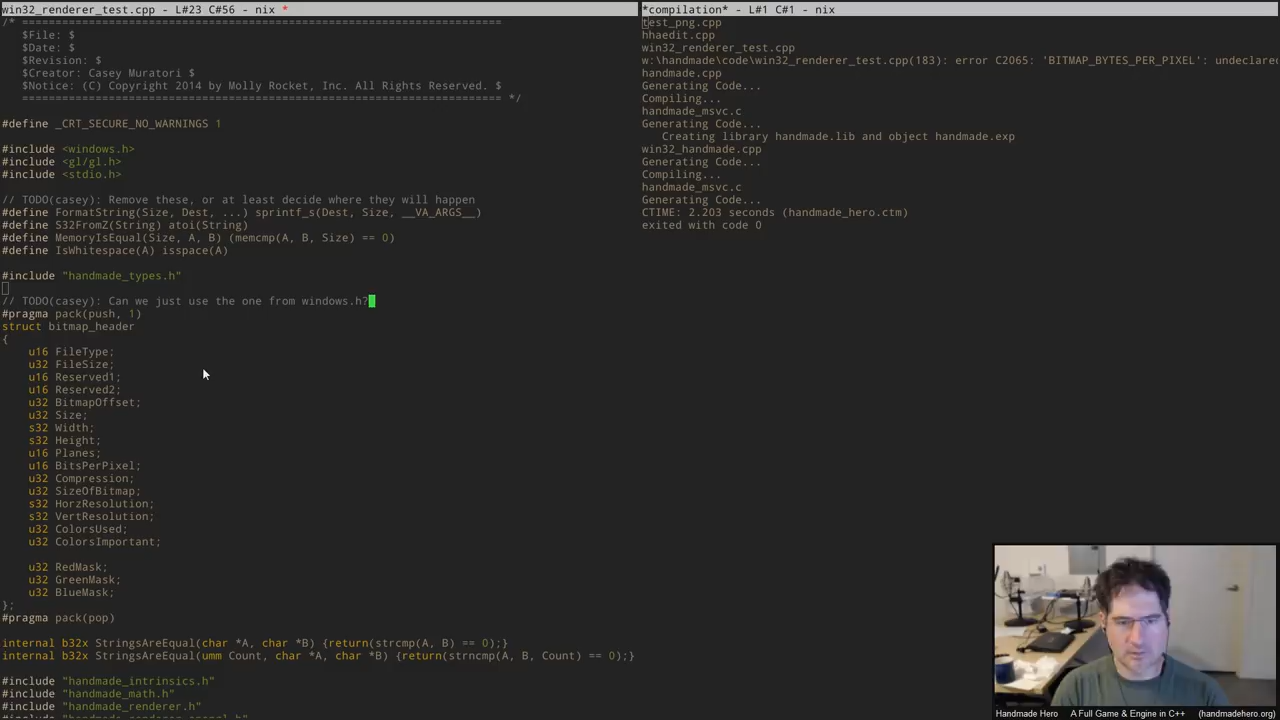 win32_renderer_test.cpp - L#23 C#56 - nix *
/* ========================================================================
$File: $
$Date: $
$Revision: $
$Creator: Casey Muratori $
$Notice: (C) Copyright 2014 by Molly Rocket, Inc. All Rights Reserved. $
======================================================================== */
#define _CRT_SECURE_NO_WARNINGS 1
#include <windows.h>
#include <gl/gl.h>
#include <stdio.h>
// TODO(casey): Remove these, or at least decide where they will happen
#define FormatString(Size, Dest, ...) sprintf_s(Dest, Size, __VA_ARGS__)
#define S32FromZ(String) atoi(String)
#define MemoryIsEqual(Size, A, B) (memcmp(A, B, Size) == 0)
#define IsWhitespace(A) isspace(A)
#include "handmade_types.h"
// TODO(casey): Can we just use the one from windows.h?
#pragma pack(push, 1)
struct bitmap_header
{
u16 FileType;
u32 FileSize;
u16 Reserved1;
u16 Reserved2;
u32 BitmapOffset;
u32 Size;
s32 Width;
s32 Height;
u16 Planes;
u16 BitsPerPixel;
u32 Compression;
u32 SizeOfBitmap;
s32 HorzResolution;
s32 VertResolution;
u32 ColorsUsed;
u32 ColorsImportant;
u32 RedMask;
u32 GreenMask;
u32 BlueMask;
};
#pragma pack(pop)
internal b32x StringsAreEqual(char *A, char *B) {return(strcmp(A, B) == 0);}
internal b32x StringsAreEqual(umm Count, char *A, char *B) {return(strncmp(A, B, Count) == 0);}
#include "handmade_intrinsics.h"
#include "handmade_math.h"
#include "handmade_renderer.h"
*compilation* - L#1 C#1 - nix
test_png.cpp
hhaedit.cpp
win32_renderer_test.cpp
w:\handmade\code\win32_renderer_test.cpp(183): error C2065: 'BITMAP_BYTES_PER_PIXEL': undeclare
handmade.cpp
Generating Code...
Compiling...
handmade_msvc.c
Generating Code...
Creating library handmade.lib and object handmade.exp
win32_handmade.cpp
Generating Code...
Compiling...
handmade_msvc.c
Generating Code...
CTIME: 2.203 seconds (handmade_hero.ctm)
exited with code 0
Handmade Hero A Full Game & Engine in C++ (handmadehero.org)